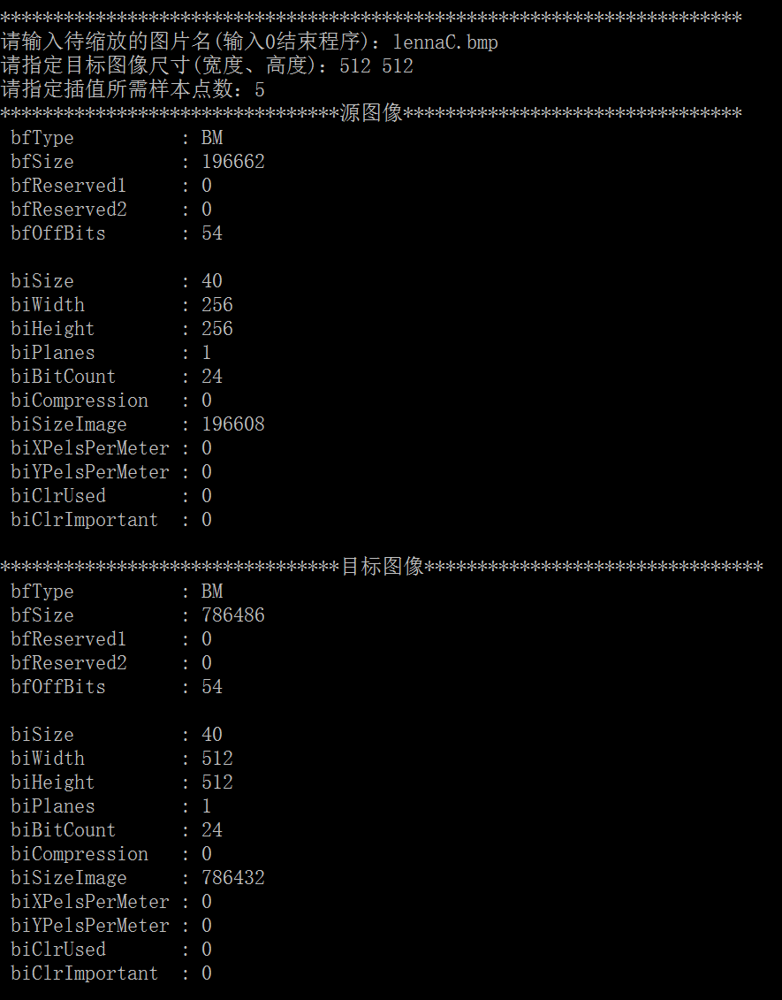 **********************************************************************
请输入待缩放的图片名(输入0结束程序): lennaC.bmp
请指定目标图像尺寸(宽度、高度): 512 512
请指定插值所需样本点数: 5
********************************源图像********************************
bfType : BM
bfSize : 196662
bfReserved1 : 0
bfReserved2 : 0
bfOffBits : 54
biSize : 40
biWidth : 256
biHeight : 256
biPlanes : 1
biBitCount : 24
biCompression : 0
biSizeImage : 196608
biXPelsPerMeter : 0
biYPelsPerMeter : 0
biClrUsed : 0
biClrImportant : 0
********************************目标图像********************************
bfType : BM
bfSize : 786486
bfReserved1 : 0
bfReserved2 : 0
bfOffBits : 54
biSize : 40
biWidth : 512
biHeight : 512
biPlanes : 1
biBitCount : 24
biCompression : 0
biSizeImage : 786432
biXPelsPerMeter : 0
biYPelsPerMeter : 0
biClrUsed : 0
biClrImportant : 0